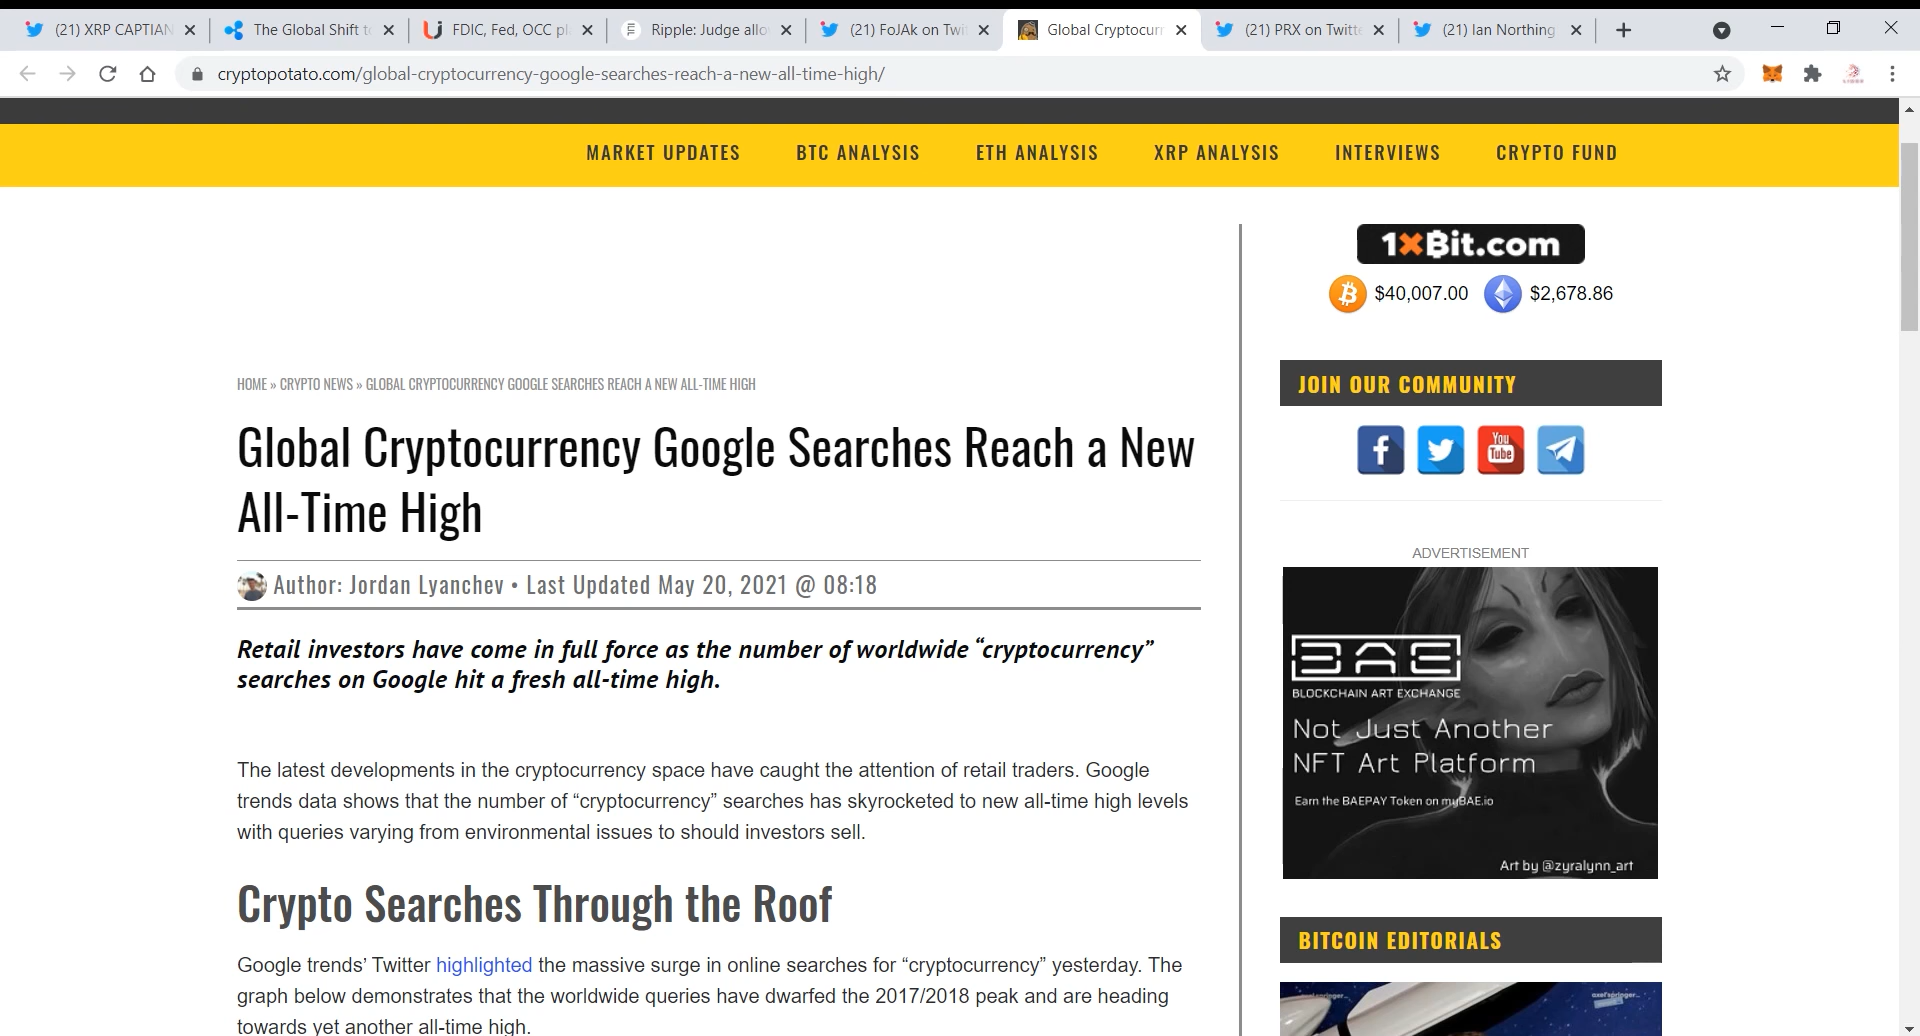 (21) XRP CAPTIAN
The Global Shift t
FDIC, Fed, OCC pl
Ripple: Judge allo
(21) FoJAk on Twi
Global Cryptocurr
(21) PRX on Twitte
(21) Ian Northing
cryptopotato.com/global-cryptocurrency-google-searches-reach-a-new-all-time-high/
MARKET UPDATES
BTC ANALYSIS
ETH ANALYSIS
XRP ANALYSIS
INTERVIEWS
CRYPTO FUND
HOME » CRYPTO NEWS » GLOBAL CRYPTOCURRENCY GOOGLE SEARCHES REACH A NEW ALL-TIME HIGH
Global Cryptocurrency Google Searches Reach a New
All-Time High
Author: Jordan Lyanchev • Last Updated May 20, 2021 @ 08:18
Retail investors have come in full force as the number of worldwide “cryptocurrency”
searches on Google hit a fresh all-time high.
The latest developments in the cryptocurrency space have caught the attention of retail traders. Google
trends data shows that the number of “cryptocurrency” searches has skyrocketed to new all-time high levels
with queries varying from environmental issues to should investors sell.
Crypto Searches Through the Roof
Google trends’ Twitter highlighted the massive surge in online searches for “cryptocurrency” yesterday. The
graph below demonstrates that the worldwide queries have dwarfed the 2017/2018 peak and are heading
towards yet another all-time high.
1xBit.com
$40,007.00
$2,678.86
JOIN OUR COMMUNITY
You
Tube
ADVERTISEMENT
BAE
BLOCKCHAIN ART EXCHANGE
Not Just Another
NFT Art Platform
Earn the BAEPAY Token on myBAE.io
Art by @zyralynn_art
BITCOIN EDITORIALS